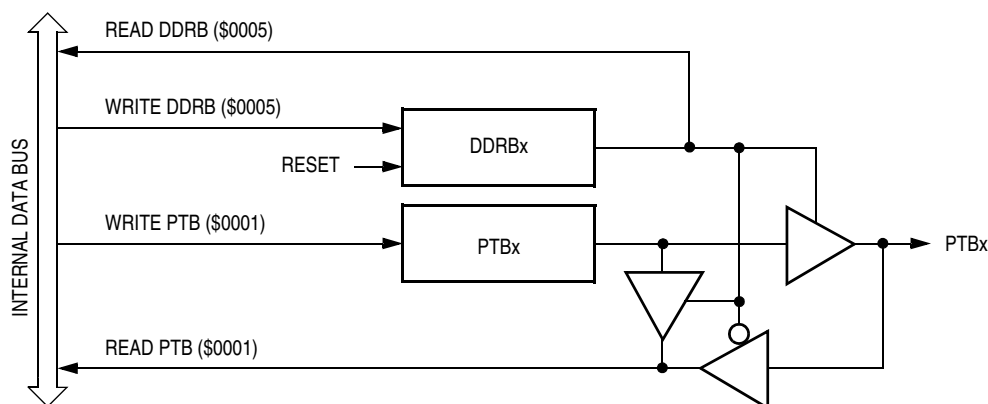 READ DDRB ($0005)
WRITE DDRB ($0005)
DDRBx
RESET
INTERNAL DATA BUS
WRITE PTB ($0001)
PTBx
PTBx
READ PTB ($0001)